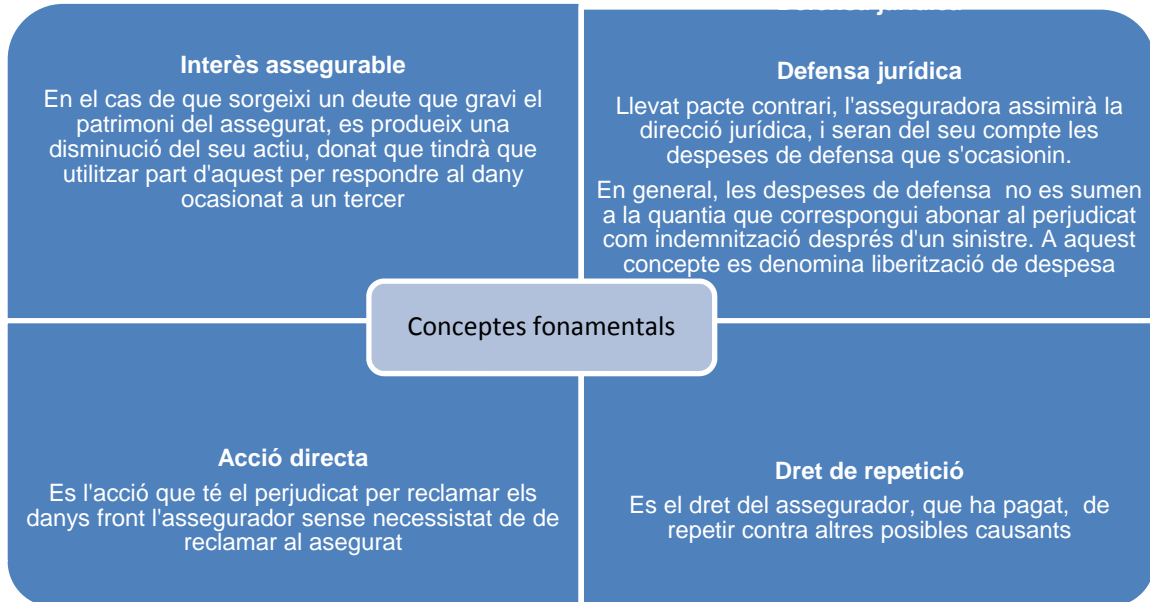 Defensa jurídica
Interès assegurable
En el cas de que sorgeixi un deute que gravi el
patrimoni del assegurat, es produeix una
disminució del seu actiu, donat que tindrà que
utilitzar part d'aquest per respondre al dany
ocasionat a un tercer
Defensa jurídica
Llevat pacte contrari, l'asseguradora assimirà la
direcció jurídica, i seran del seu compte les
despeses de defensa que s'ocasionin.
En general, les despeses de defensa no es sumen
a la quantia que correspongui abonar al perjudicat
com indemnització després d'un sinistre. A aquest
concepte es denomina liberització de despesa
Conceptes fonamentals
Acció directa
Es l'acció que té el perjudicat per reclamar els
danys front l'assegurador sense necessistat de de
reclamar al asegurat
Dret de repetició
Es el dret del assegurador, que ha pagat, de
repetir contra altres posibles causants